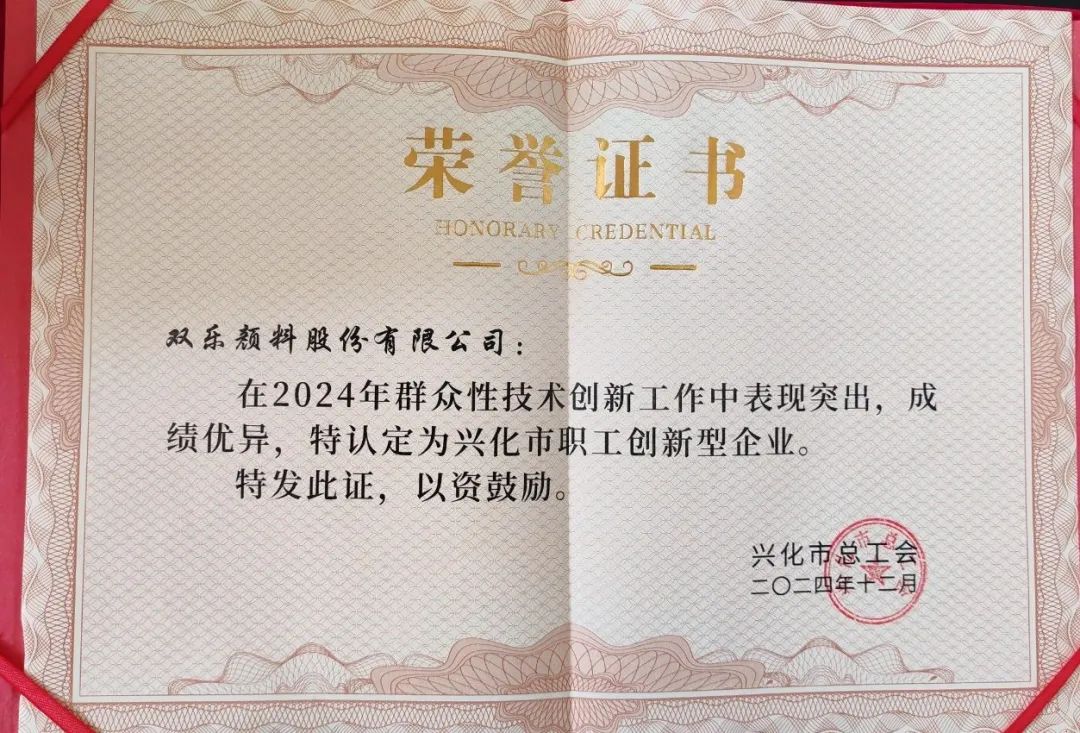 荣誉证书
HONORARY CREDENTIAL
双乐颜料股份有限公司：
在2024年群众性技术创新工作中表现突出，成
绩优异，特认定为兴化市职工创新型企业。
特发此证，以资鼓励。
兴化市总工会
二〇二四年十二月